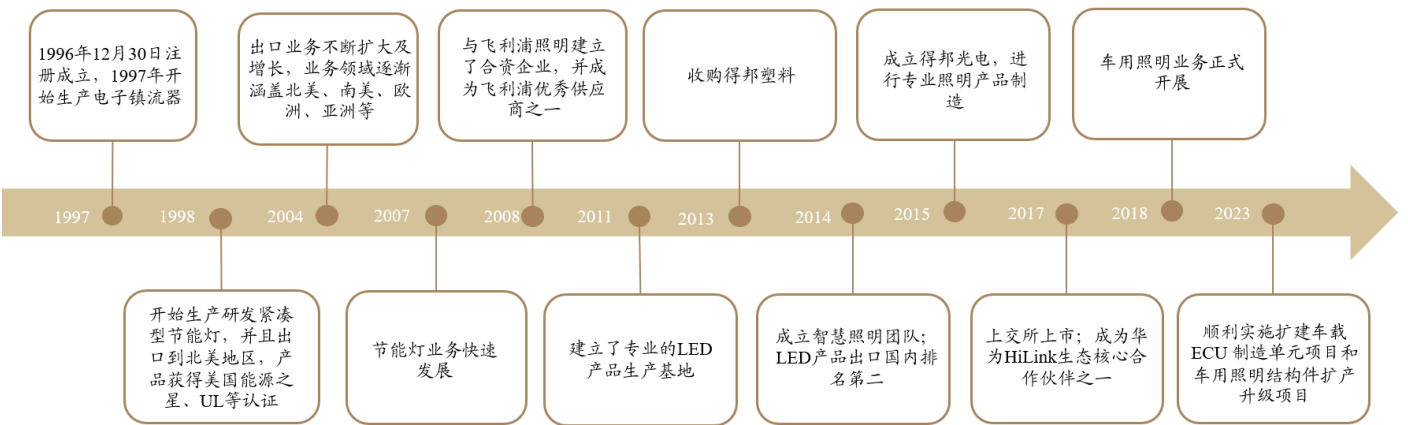 1996年12月30日注
册成立，1997年开
始生产电子镇流器
出口业务不断扩大及
增长，业务领域逐渐
涵盖北美、南美、欧
洲、亚洲等
与飞利浦照明建立
了合资企业，并成
为飞利浦优秀供应
商之一
收购得邦塑料
成立得邦光电，进
行专业照明产品制
造
车用照明业务正式
开展
1997
1998
2004
2007
2008
2011
2013
2014
2015
2017
2018
2023
开始生产研发紧凑
型节能灯，并且出
口到北美地区，产
品获得美国能源之
星、UL等认证
节能灯业务快速
发展
建立了专业的LED
产品生产基地
成立智慧照明团队；
LED产品出口国内排
名第二
上交所上市；成为华
为HiLink生态核心合
作伙伴之一
顺利实施扩建车载
ECU 制造单元项目和
车用照明结构件扩产
升级项目